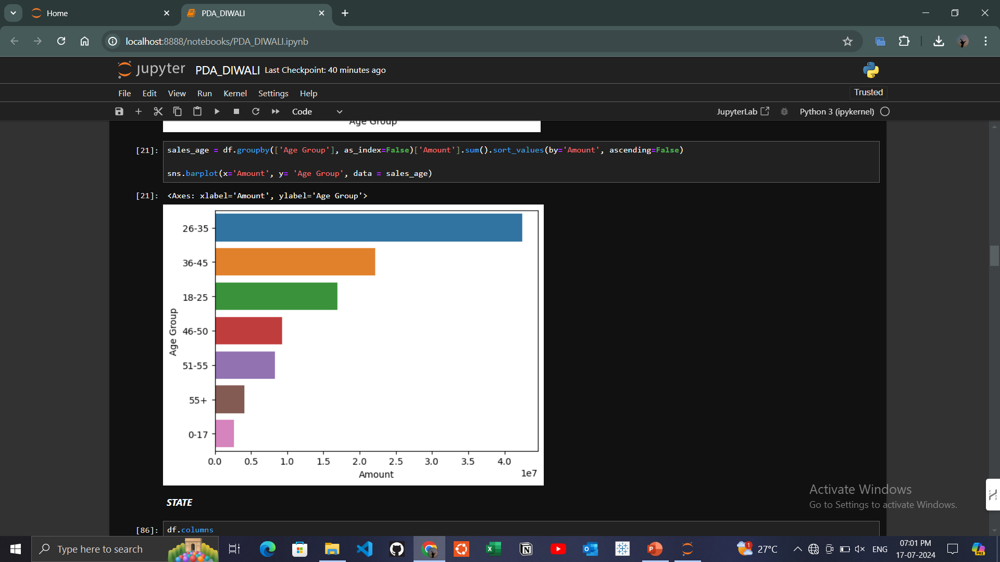 Home
PDA_DIWALI
localhost:8888/notebooks/PDA_DIWALI.ipynb
jupyter PDA_DIWALI Last Checkpoint: 40 minutes ago
File Edit View Run Kernel Settings Help
Trusted
Code
JupyterLab
Python 3 (ipykernel)
Age Group
[21]: sales_age = df.groupby(['Age Group'], as_index=False)['Amount'].sum().sort_values(by='Amount', ascending=False)
sns.barplot(x='Amount', y= 'Age Group', data = sales_age)
[21]: <Axes: xlabel='Amount', ylabel='Age Group'>
26-35
36-45
18-25
46-50
51-55
55+
0-17
Age Group
0.0 0.5 1.0 1.5 2.0 2.5 3.0 3.5 4.0
Amount
1e7
STATE
[86]: df.columns
Activate Windows
Go to Settings to activate Windows.
Type here to search
1
27°C
ENG
07:01 PM
17-07-2024
PRE